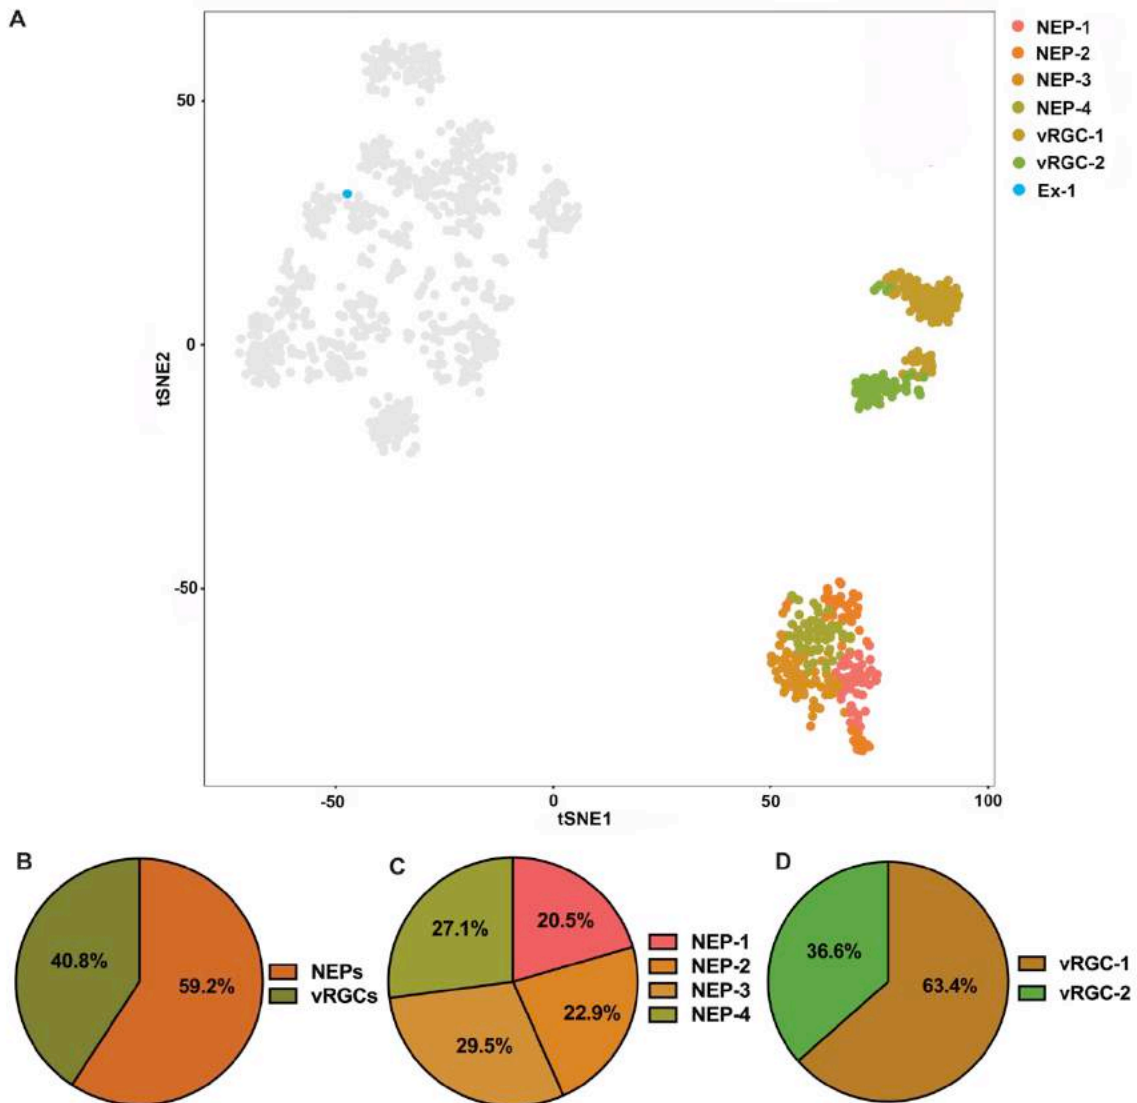 A
NEP-1
NEP-2
NEP-3
NEP-4
vRGC-1
vRGC-2
Ex-1
50
0
-50
tSNE2
-50
0
50
100
tSNE1
B
40.8%
59.2%
NEPs
vRGCs
C
27.1%
20.5%
29.5%
22.9%
NEP-1
NEP-2
NEP-3
NEP-4
D
36.6%
63.4%
vRGC-1
vRGC-2